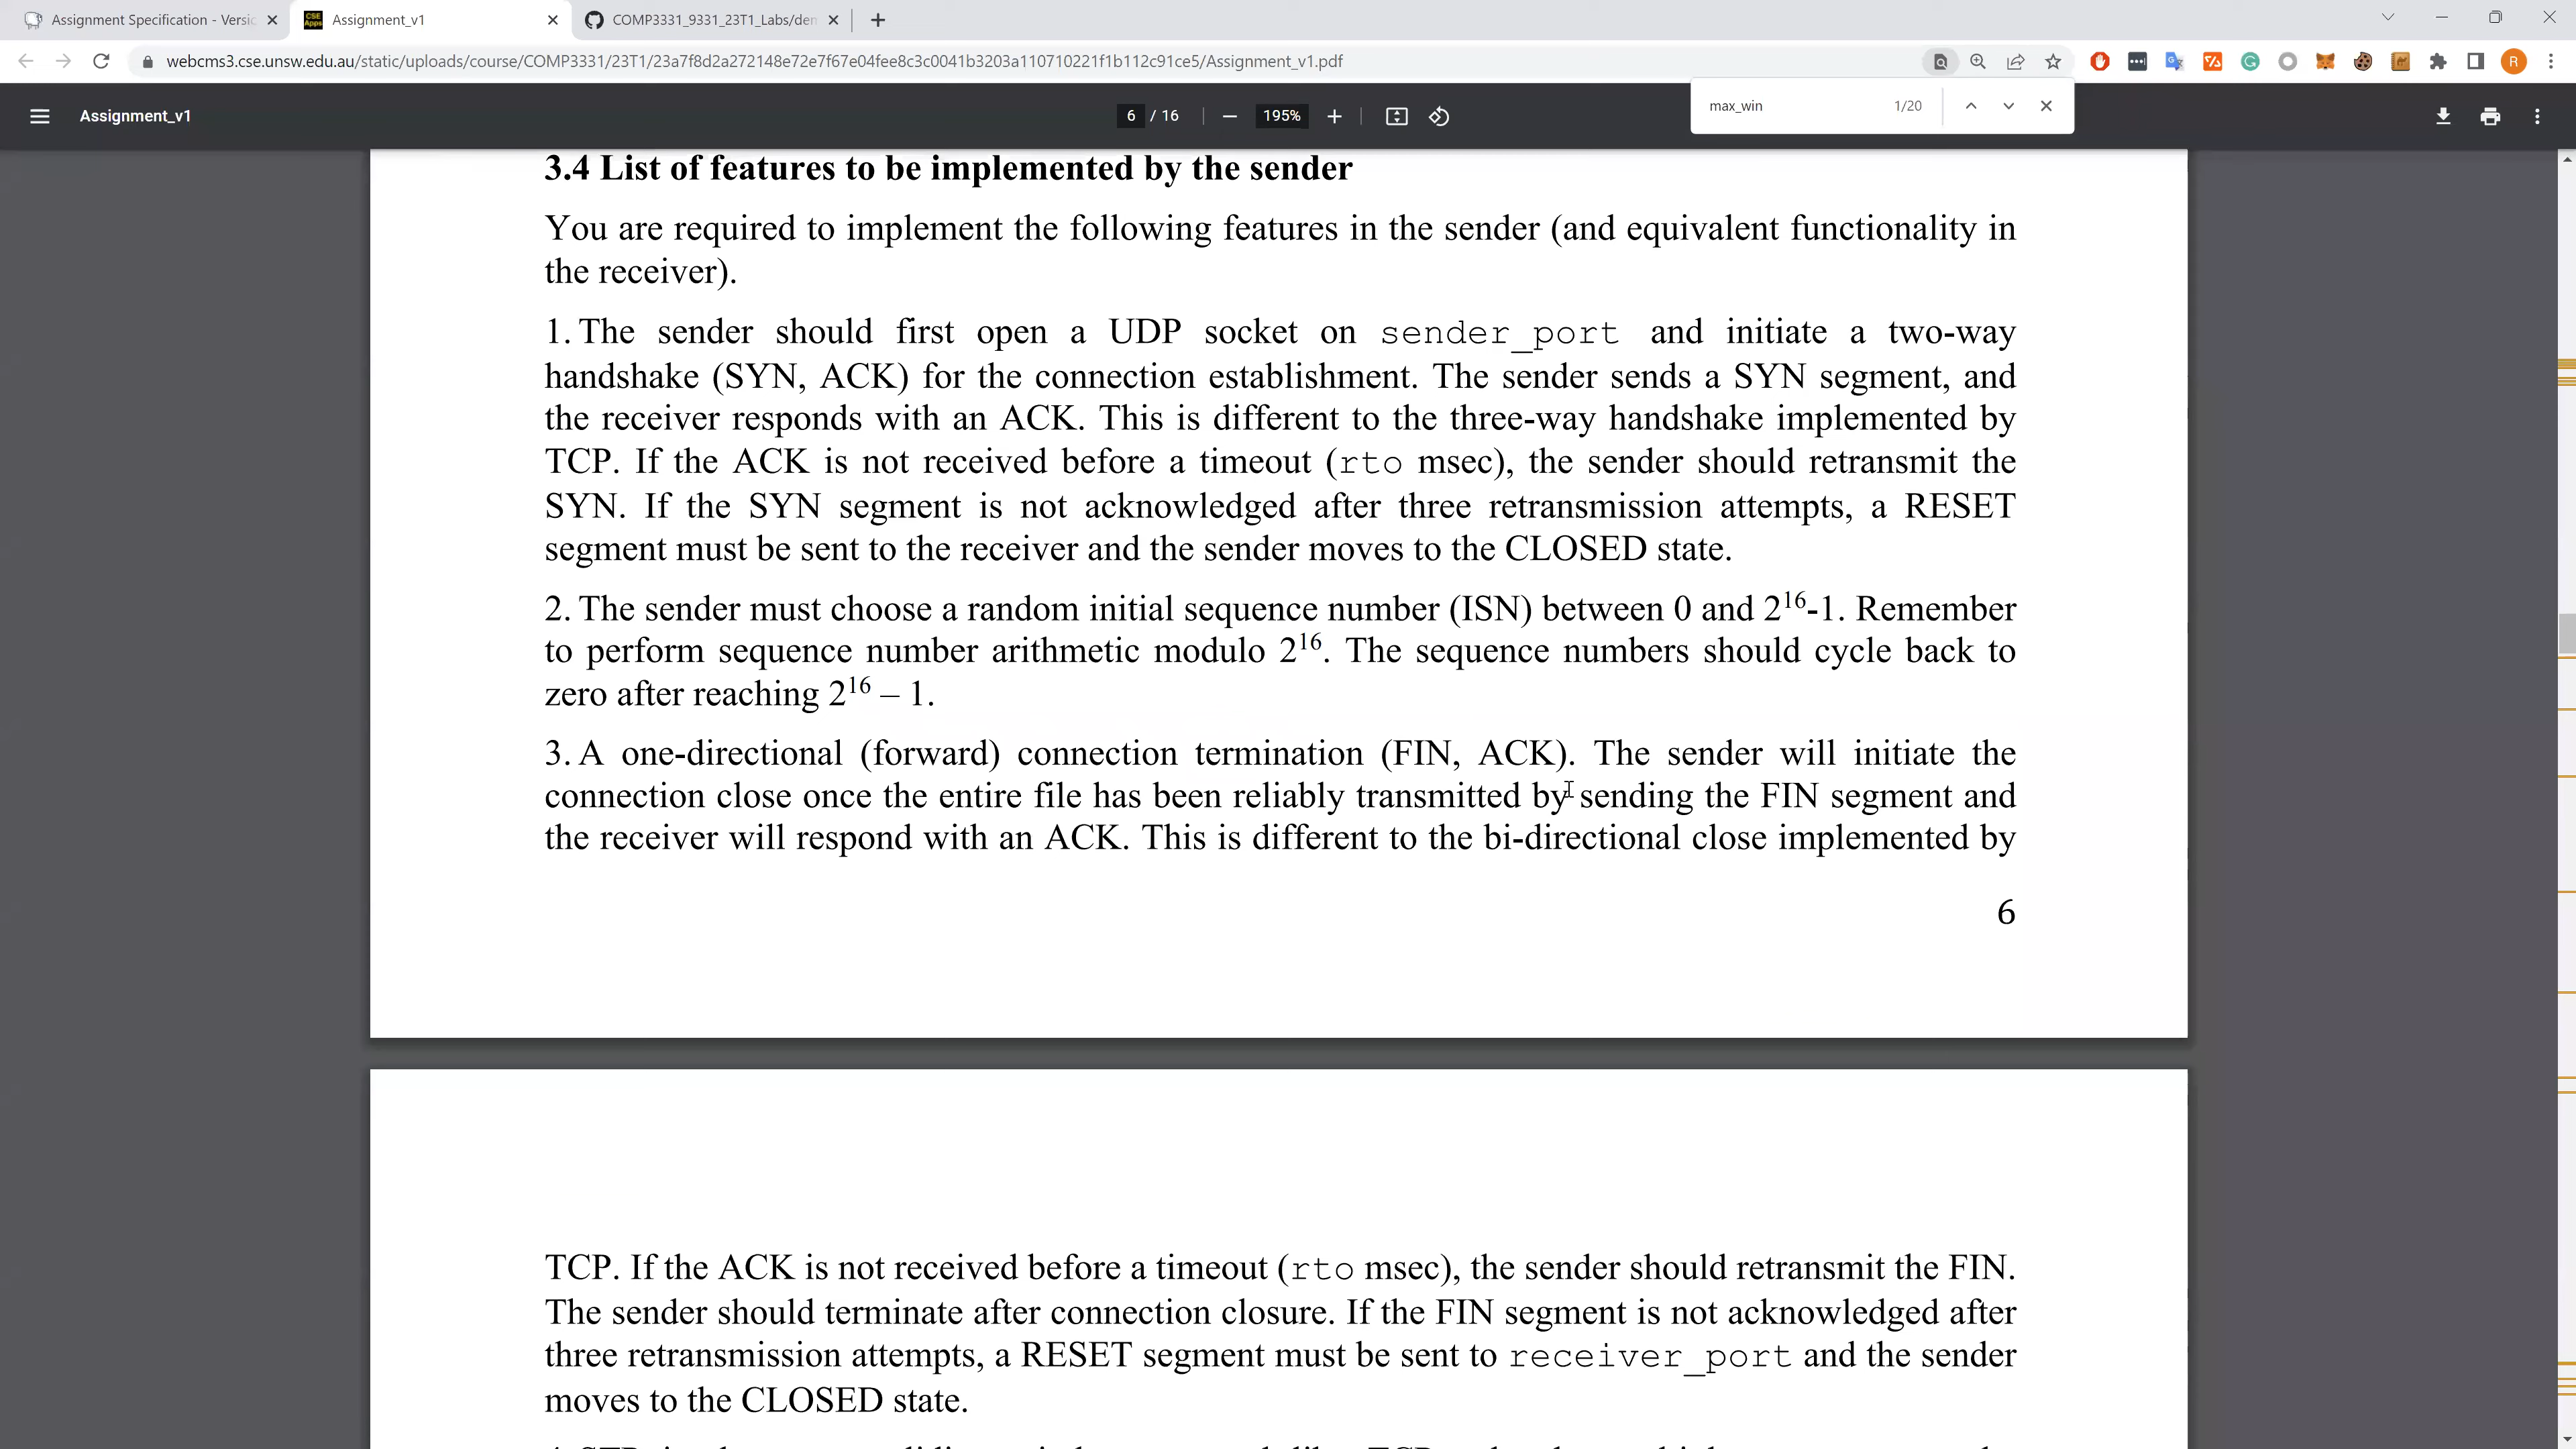 Assignment Specification - Versic
Assignment_v1
COMP3331_9331_23T1_Labs/den
webcms3.cse.unsw.edu.au/static/uploads/course/COMP3331/23T1/23a7f8d2a272148e72e7f67e04fee8c3c0041b3203a110710221f1b112c91ce5/Assignment_v1.pdf
R
Assignment_v1
6 / 16
195%
max_win
1/20
3.4 List of features to be implemented by the sender
You are required to implement the following features in the sender (and equivalent functionality in
the receiver).
1. The sender should first open a UDP socket on sender_port and initiate a two-way
handshake (SYN, ACK) for the connection establishment. The sender sends a SYN segment, and
the receiver responds with an ACK. This is different to the three-way handshake implemented by
TCP. If the ACK is not received before a timeout (rto msec), the sender should retransmit the
SYN. If the SYN segment is not acknowledged after three retransmission attempts, a RESET
segment must be sent to the receiver and the sender moves to the CLOSED state.
2. The sender must choose a random initial sequence number (ISN) between 0 and 2¹⁶-1. Remember
to perform sequence number arithmetic modulo 2¹⁶. The sequence numbers should cycle back to
zero after reaching 2¹⁶ – 1.
3. A one-directional (forward) connection termination (FIN, ACK). The sender will initiate the
connection close once the entire file has been reliably transmitted by sending the FIN segment and
the receiver will respond with an ACK. This is different to the bi-directional close implemented by
6
TCP. If the ACK is not received before a timeout (rto msec), the sender should retransmit the FIN.
The sender should terminate after connection closure. If the FIN segment is not acknowledged after
three retransmission attempts, a RESET segment must be sent to receiver_port and the sender
moves to the CLOSED state.